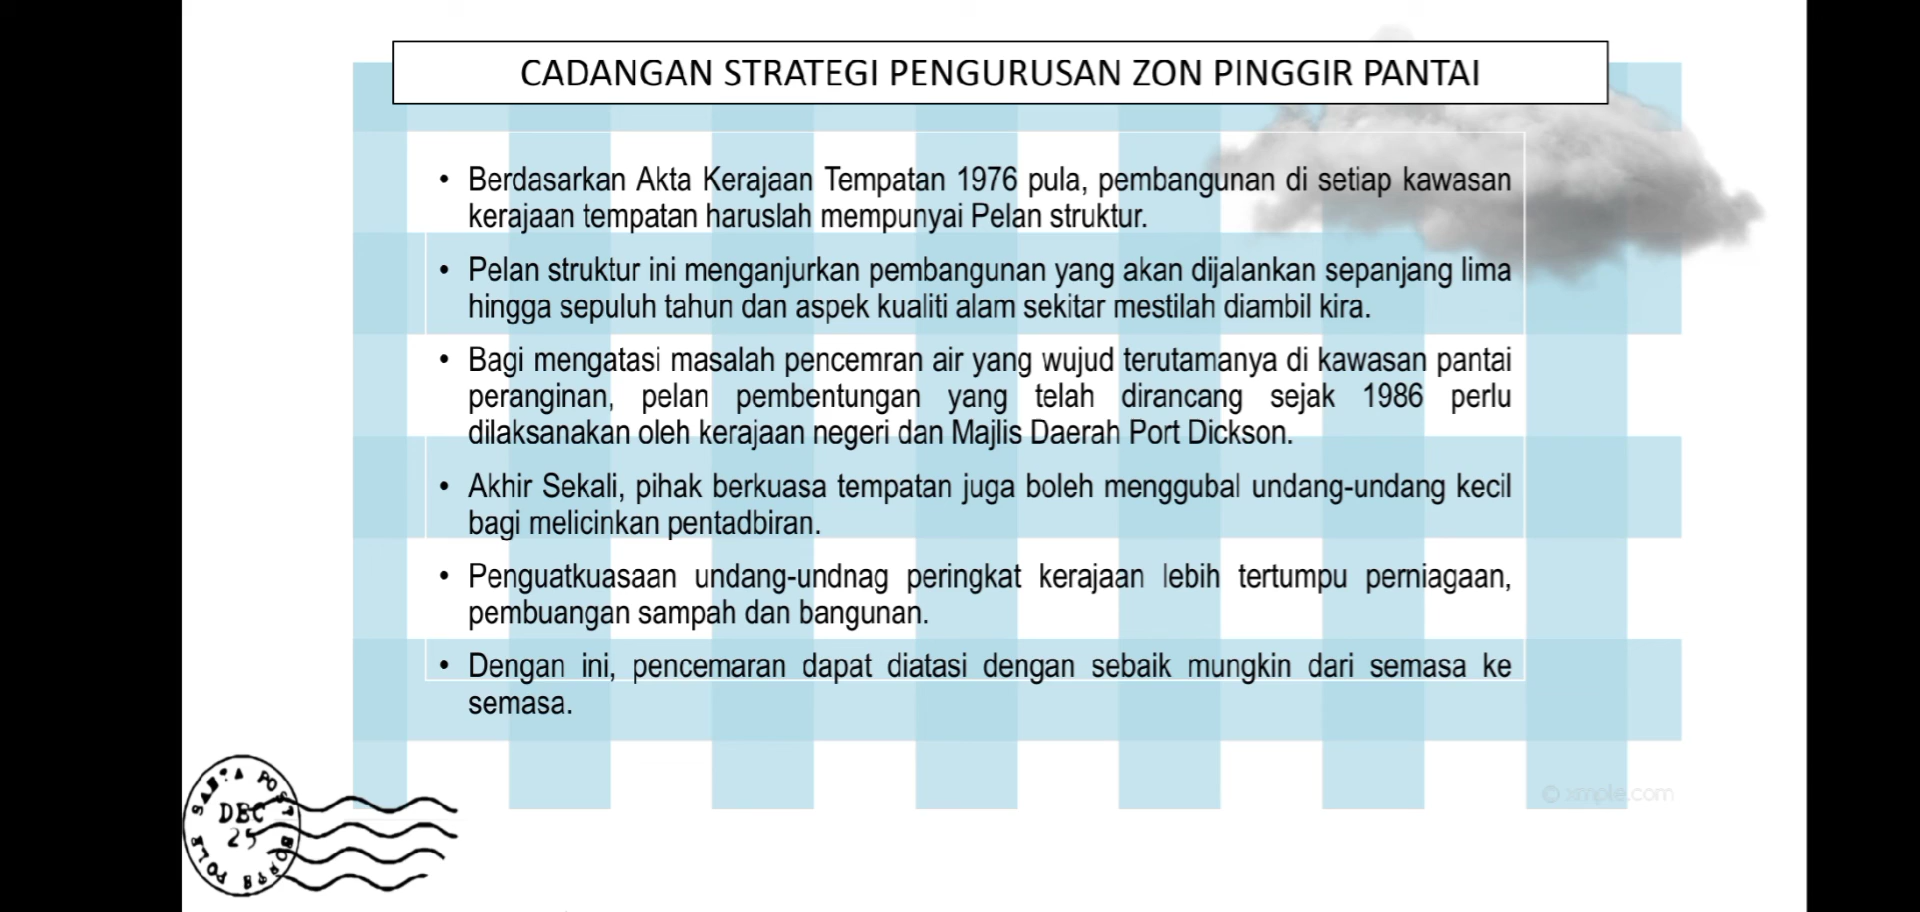 CADANGAN STRATEGI PENGURUSAN ZON PINGGIR PANTAI
• Berdasarkan Akta Kerajaan Tempatan 1976 pula, pembangunan di setiap kawasan
kerajaan tempatan haruslah mempunyai Pelan struktur.
• Pelan struktur ini menganjurkan pembangunan yang akan dijalankan sepanjang lima
hingga sepuluh tahun dan aspek kualiti alam sekitar mestilah diambil kira.
• Bagi mengatasi masalah pencemran air yang wujud terutamanya di kawasan pantai
peranginan, pelan pembentungan yang telah dirancang sejak 1986 perlu
dilaksanakan oleh kerajaan negeri dan Majlis Daerah Port Dickson.
• Akhir Sekali, pihak berkuasa tempatan juga boleh menggubal undang-undang kecil
bagi melicinkan pentadbiran.
• Penguatkuasaan undang-undnag peringkat kerajaan lebih tertumpu perniagaan,
pembuangan sampah dan bangunan.
• Dengan ini, pencemaran dapat diatasi dengan sebaik mungkin dari semasa ke
semasa.
POST
DEC
25
POLE